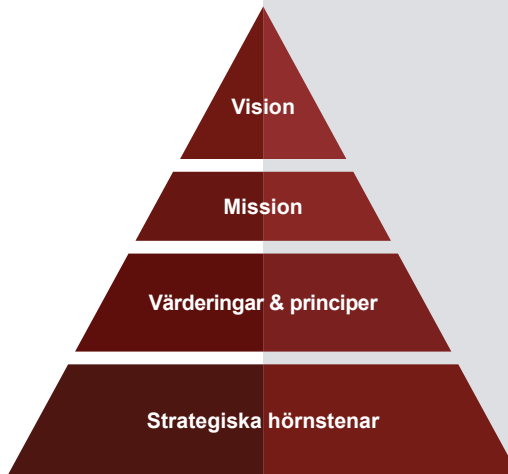 Vision
Mission
Värderingar & principer
Strategiska hörnstenar